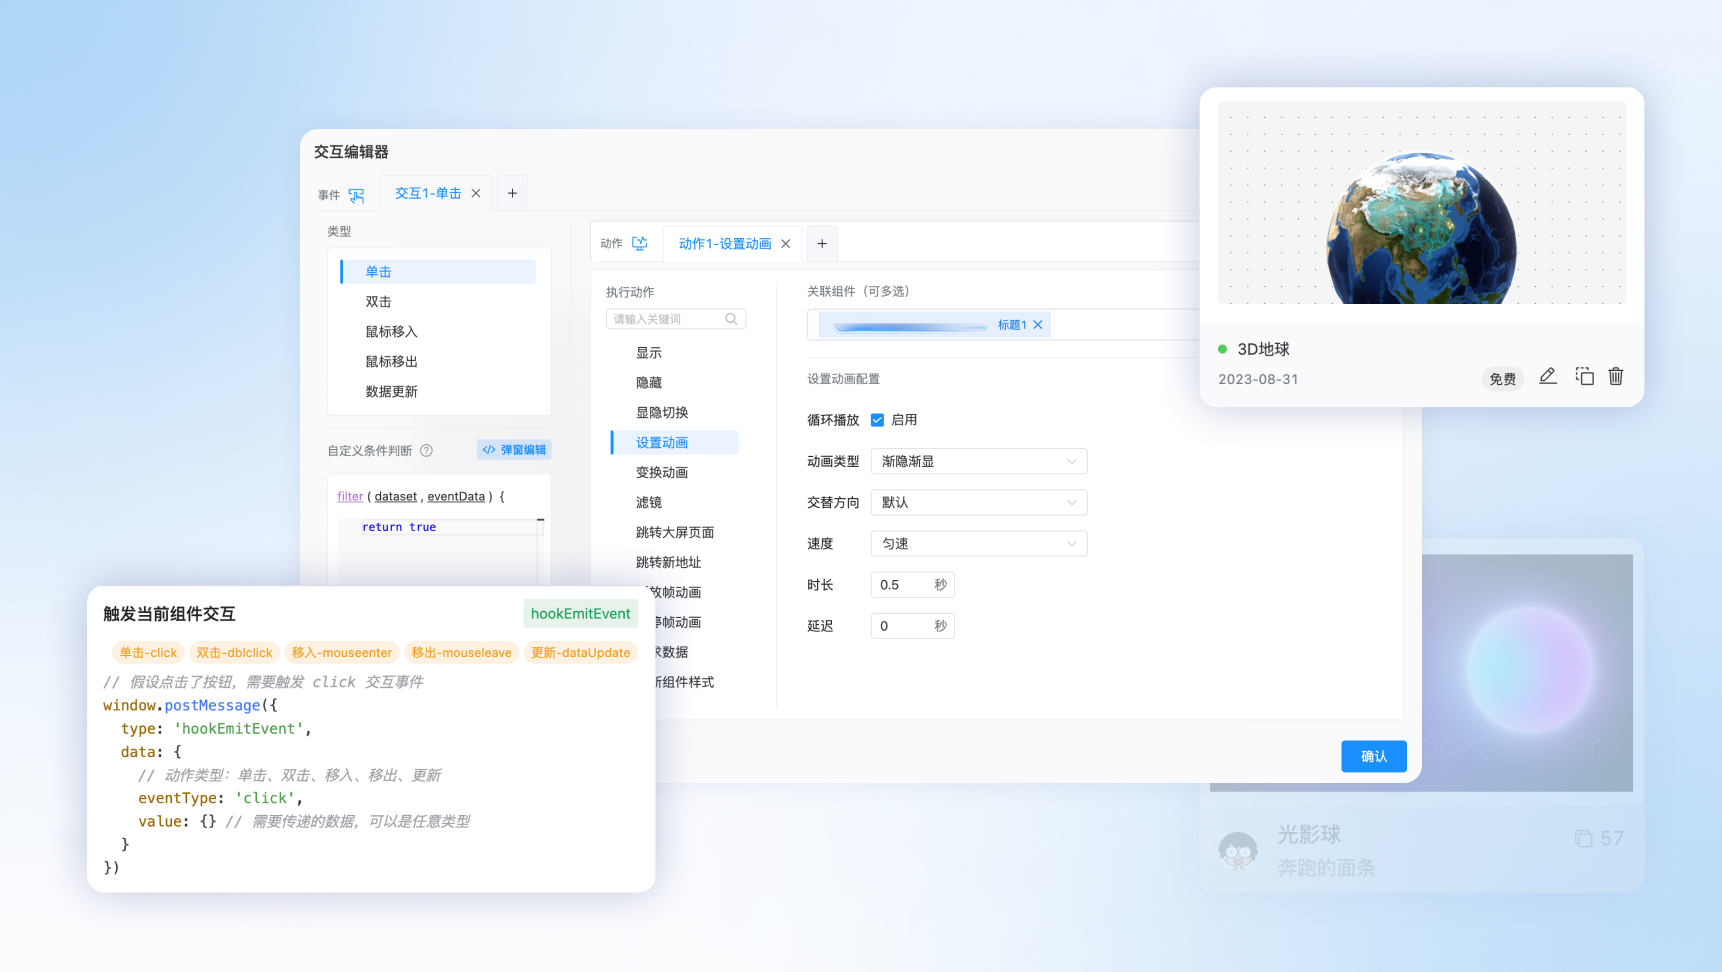 交互编辑器
事件
交互1-单击
类型
单击
双击
鼠标移入
鼠标移出
数据更新
自定义条件判断
</> 弹窗编辑
filter ( dataset , eventData ) {
return true
动作
动作1-设置动画
执行动作
请输入关键词
显示
隐藏
显隐切换
设置动画
变换动画
滤镜
跳转大屏页面
跳转新地址
放帧动画
停帧动画
求数据
新组件样式
关联组件（可多选）
标题1
设置动画配置
循环播放 启用
动画类型 渐隐渐显
交替方向 默认
速度 匀速
时长 0.5 秒
延迟 0 秒
确认
3D地球
2023-08-31
免费
触发当前组件交互
hookEmitEvent
单击-click 双击-dblclick 移入-mouseenter 移出-mouseleave 更新-dataUpdate
// 假设点击了按钮，需要触发 click 交互事件
window.postMessage({
type: 'hookEmitEvent',
data: {
// 动作类型：单击、双击、移入、移出、更新
eventType: 'click',
value: {} // 需要传递的数据，可以是任意类型
}
})
光影球
奔跑的面条
57